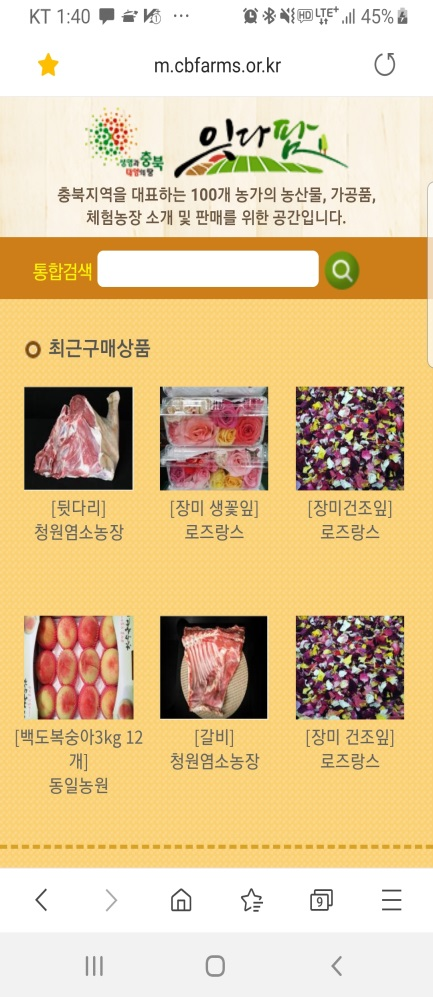 KT 1:40
HD LTE+ 45%
m.cbfarms.or.kr
생명과 충북
태양의 땅
잇다팜
충북지역을 대표하는 100개 농가의 농산물, 가공품,
체험농장 소개 및 판매를 위한 공간입니다.
통합검색
최근구매상품
[뒷다리]
청원염소농장
[장미 생꽃잎]
로즈랑스
[장미건조잎]
로즈랑스
[백도복숭아3kg 12
개]
동일농원
[갈비]
청원염소농장
[장미 건조잎]
로즈랑스
9